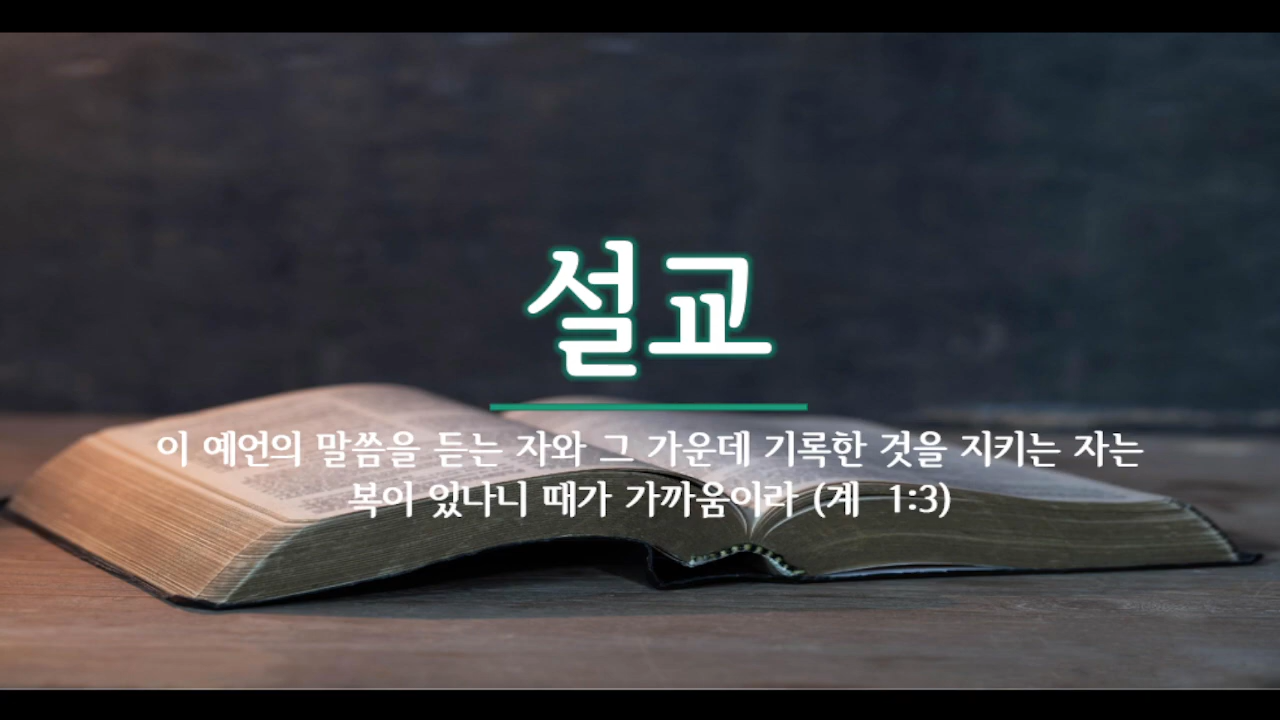 설교
이 예언의 말씀을 듣는 자와 그 가운데 기록한 것을 지키는 자는
복이 있나니 때가 가까움이라 (계 1:3)